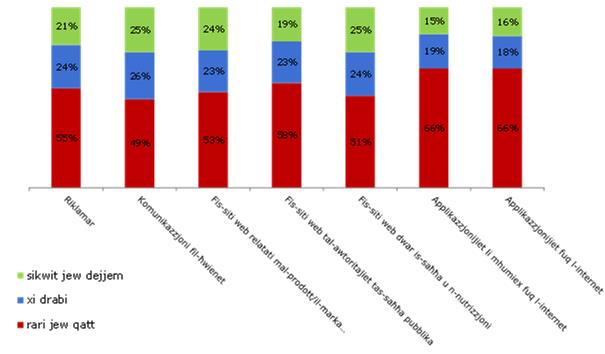 21%
25%
24%
19%
25%
15%
16%
24%
26%
23%
23%
24%
19%
18%
55%
49%
53%
58%
51%
66%
66%
Riklamar
Komunikazzjoni fil-hwienet
Fis-siti web relatati mal-prodott/il-marka...
Fis-siti web tal-awtoritajiet tas-sahha pubblika
Fis-siti web dwar is-sahha u n-nutrizzjoni
Applikazzjonijiet li mhumiex fuq l-internet
Applikazzjonijiet fuq l-internet
sikwit jew dejjem
xi drabi
rari jew qatt